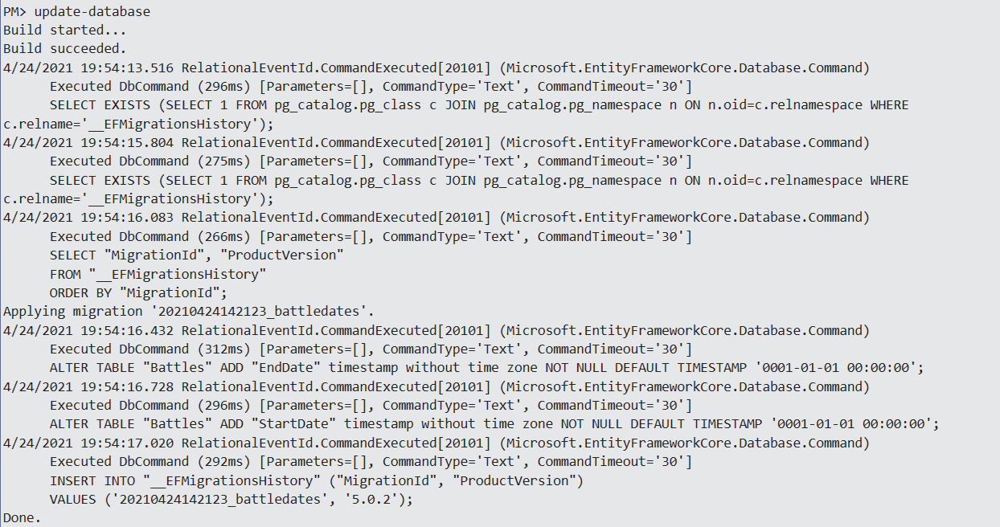 PM> update-database
Build started...
Build succeeded.
4/24/2021 19:54:13.516 RelationalEventId.CommandExecuted[20101] (Microsoft.EntityFrameworkCore.Database.Command)
      Executed DbCommand (296ms) [Parameters=[], CommandType='Text', CommandTimeout='30']
      SELECT EXISTS (SELECT 1 FROM pg_catalog.pg_class c JOIN pg_catalog.pg_namespace n ON n.oid=c.relnamespace WHERE
c.relname='__EFMigrationsHistory');
4/24/2021 19:54:15.804 RelationalEventId.CommandExecuted[20101] (Microsoft.EntityFrameworkCore.Database.Command)
      Executed DbCommand (275ms) [Parameters=[], CommandType='Text', CommandTimeout='30']
      SELECT EXISTS (SELECT 1 FROM pg_catalog.pg_class c JOIN pg_catalog.pg_namespace n ON n.oid=c.relnamespace WHERE
c.relname='__EFMigrationsHistory');
4/24/2021 19:54:16.083 RelationalEventId.CommandExecuted[20101] (Microsoft.EntityFrameworkCore.Database.Command)
      Executed DbCommand (266ms) [Parameters=[], CommandType='Text', CommandTimeout='30']
      SELECT "MigrationId", "ProductVersion"
      FROM "__EFMigrationsHistory"
      ORDER BY "MigrationId";
Applying migration '20210424142123_battledates'.
4/24/2021 19:54:16.432 RelationalEventId.CommandExecuted[20101] (Microsoft.EntityFrameworkCore.Database.Command)
      Executed DbCommand (312ms) [Parameters=[], CommandType='Text', CommandTimeout='30']
      ALTER TABLE "Battles" ADD "EndDate" timestamp without time zone NOT NULL DEFAULT TIMESTAMP '0001-01-01 00:00:00';
4/24/2021 19:54:16.728 RelationalEventId.CommandExecuted[20101] (Microsoft.EntityFrameworkCore.Database.Command)
      Executed DbCommand (296ms) [Parameters=[], CommandType='Text', CommandTimeout='30']
      ALTER TABLE "Battles" ADD "StartDate" timestamp without time zone NOT NULL DEFAULT TIMESTAMP '0001-01-01 00:00:00';
4/24/2021 19:54:17.020 RelationalEventId.CommandExecuted[20101] (Microsoft.EntityFrameworkCore.Database.Command)
      Executed DbCommand (292ms) [Parameters=[], CommandType='Text', CommandTimeout='30']
      INSERT INTO "__EFMigrationsHistory" ("MigrationId", "ProductVersion")
      VALUES ('20210424142123_battledates', '5.0.2');
Done.